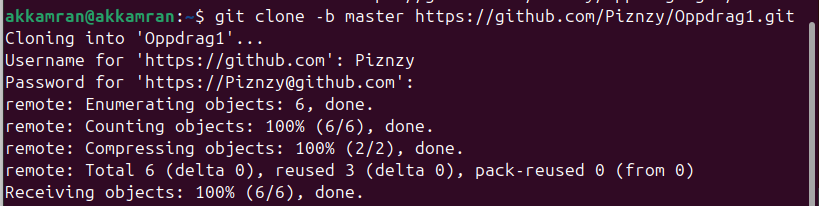 akkamran@akkamran:~$ git clone -b master https://github.com/Piznzy/Oppdrag1.git
Cloning into 'Oppdrag1'...
Username for 'https://github.com': Piznzy
Password for 'https://Piznzy@github.com':
remote: Enumerating objects: 6, done.
remote: Counting objects: 100% (6/6), done.
remote: Compressing objects: 100% (2/2), done.
remote: Total 6 (delta 0), reused 3 (delta 0), pack-reused 0 (from 0)
Receiving objects: 100% (6/6), done.